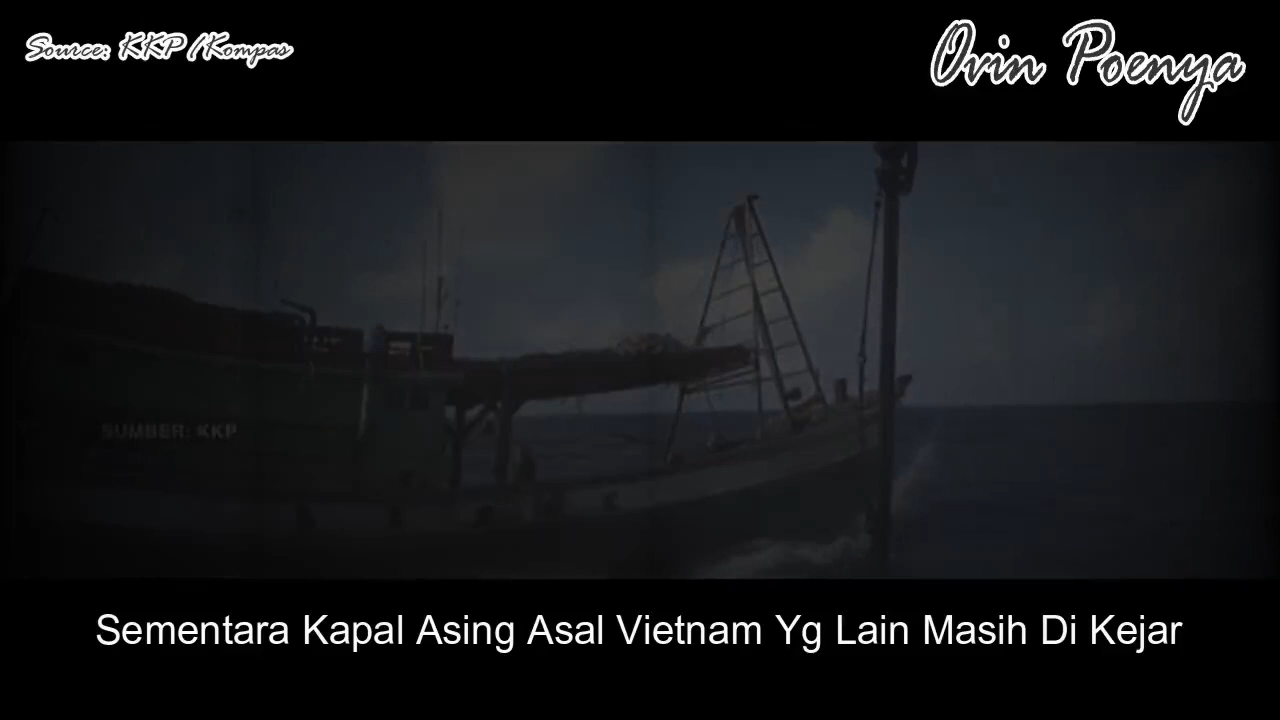 Source: KKP /Kompas
Ovin Poenya
SUMBER: KKP
Sementara Kapal Asing Asal Vietnam Yg Lain Masih Di Kejar